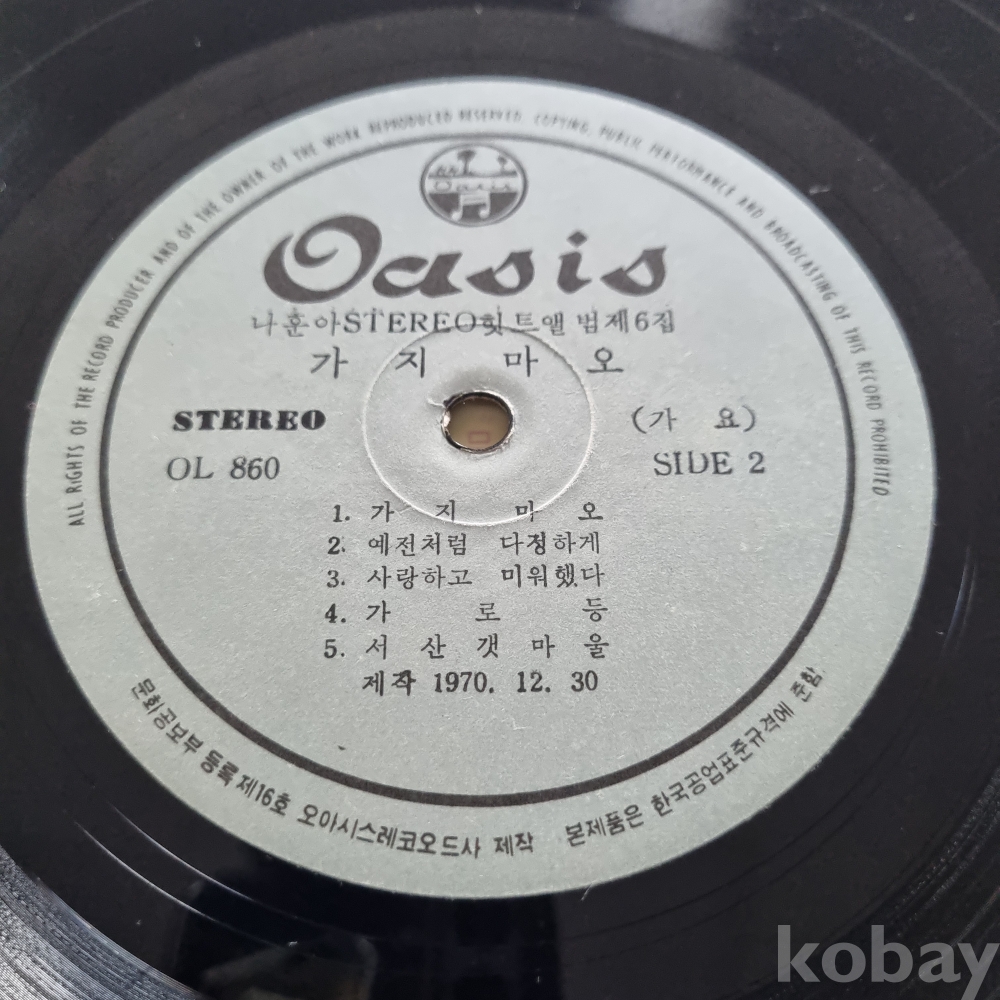 ALL RIGHTS OF THE RECORD PRODUCER AND OF THE OWNER OF THE WORK REPRODUCED RESERVED. COPYING, PUBLIC PERFORMANCE AND BROADCASTING OF THIS RECORD PROHIBITED
Oasis
Oasis
나훈아STEREO힛트앨범제6집
가지마오
STEREO
(가요)
OL 860
SIDE 2
1. 가지마오
2. 예전처럼 다정하게
3. 사랑하고 미워했다
4. 가로등
5. 서산갯마을
제작 1970. 12. 30
문화공보부 등록 제16호 오아시스레코오드사 제작 본제품은 한국공업표준규격에 준함
kobay